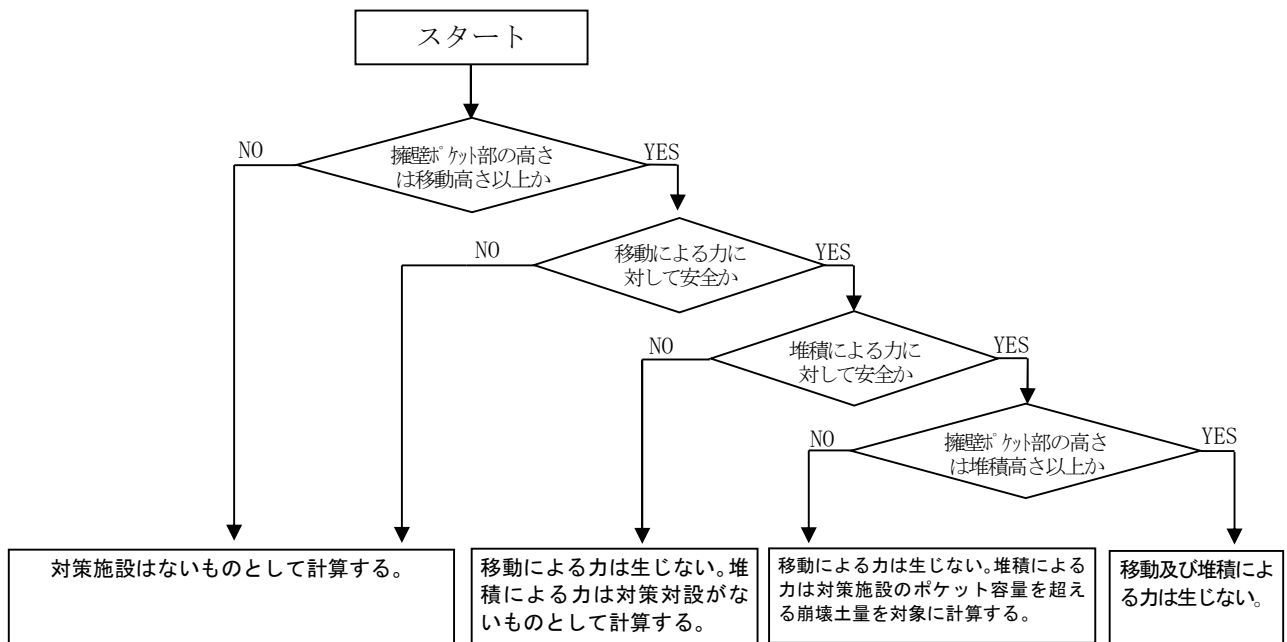 スタート
NO
YES
擁壁ﾎﾟｹｯﾄ部の高さ
は移動高さ以上か
NO
YES
移動による力に
対して安全か
NO
YES
堆積による力に
対して安全か
NO
YES
擁壁ﾎﾟｹｯﾄ部の高さ
は堆積高さ以上か
対策施設はないものとして計算する。
移動による力は生じない。堆
積による力は対策対設がな
いものとして計算する。
移動による力は生じない。堆積による
力は対策施設のポケット容量を超え
る崩壊土量を対象に計算する。
移動及び堆積によ
る力は生じない。